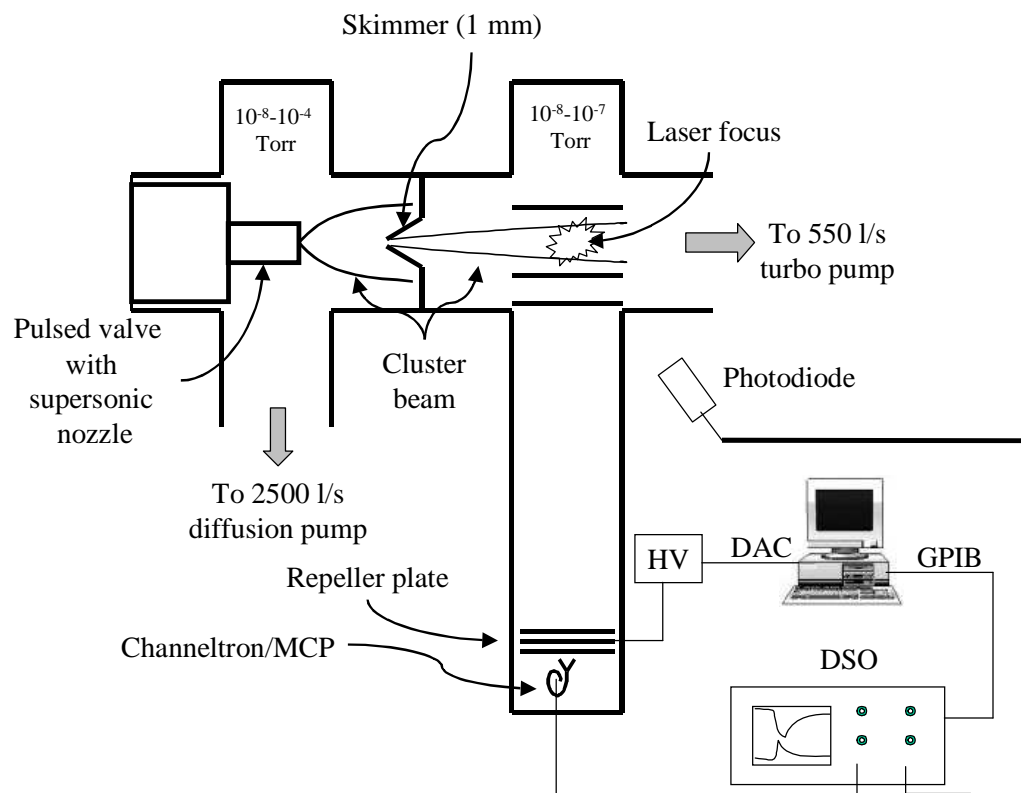 Skimmer (1 mm)
10⁻⁸-10⁻⁴
Torr
10⁻⁸-10⁻⁷
Torr
Laser focus
To 550 l/s
turbo pump
Pulsed valve
with
supersonic
nozzle
Cluster
beam
Photodiode
To 2500 l/s
diffusion pump
HV
DAC
GPIB
Repeller plate
Channeltron/MCP
DSO